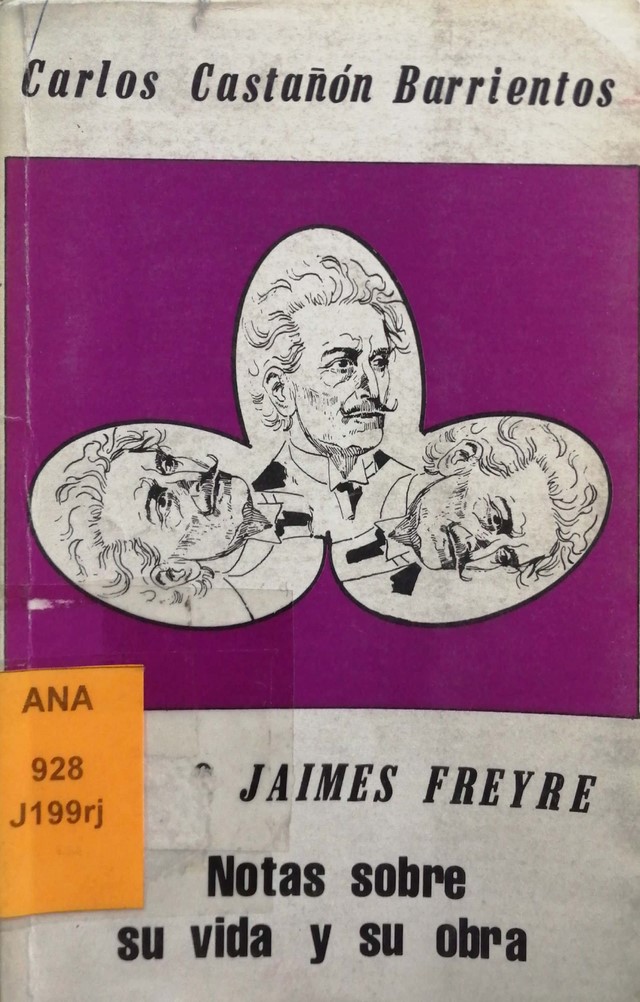 Carlos Castañón Barrientos
ANA
928
J199rj
JAIMES FREYRE
Notas sobre
su vida y su obra